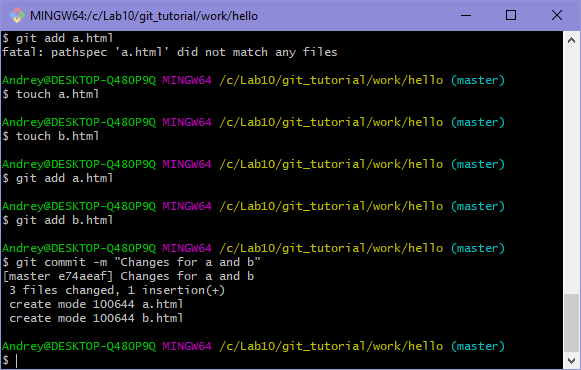 MINGW64:/c/Lab10/git_tutorial/work/hello
$ git add a.html
fatal: pathspec 'a.html' did not match any files
Andrey@DESKTOP-Q480P9Q MINGW64 /c/Lab10/git_tutorial/work/hello (master)
$ touch a.html
Andrey@DESKTOP-Q480P9Q MINGW64 /c/Lab10/git_tutorial/work/hello (master)
$ touch b.html
Andrey@DESKTOP-Q480P9Q MINGW64 /c/Lab10/git_tutorial/work/hello (master)
$ git add a.html
Andrey@DESKTOP-Q480P9Q MINGW64 /c/Lab10/git_tutorial/work/hello (master)
$ git add b.html
Andrey@DESKTOP-Q480P9Q MINGW64 /c/Lab10/git_tutorial/work/hello (master)
$ git commit -m "Changes for a and b"
[master e74aeaf] Changes for a and b
 3 files changed, 1 insertion(+)
 create mode 100644 a.html
 create mode 100644 b.html
Andrey@DESKTOP-Q480P9Q MINGW64 /c/Lab10/git_tutorial/work/hello (master)
$